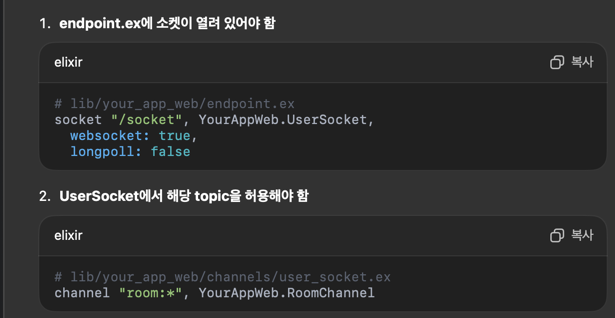 1. endpoint.ex에 소켓이 열려 있어야 함
elixir 복사
# lib/your_app_web/endpoint.ex
socket "/socket", YourAppWeb.UserSocket,
  websocket: true,
  longpoll: false
2. UserSocket에서 해당 topic을 허용해야 함
elixir 복사
# lib/your_app_web/channels/user_socket.ex
channel "room:*", YourAppWeb.RoomChannel